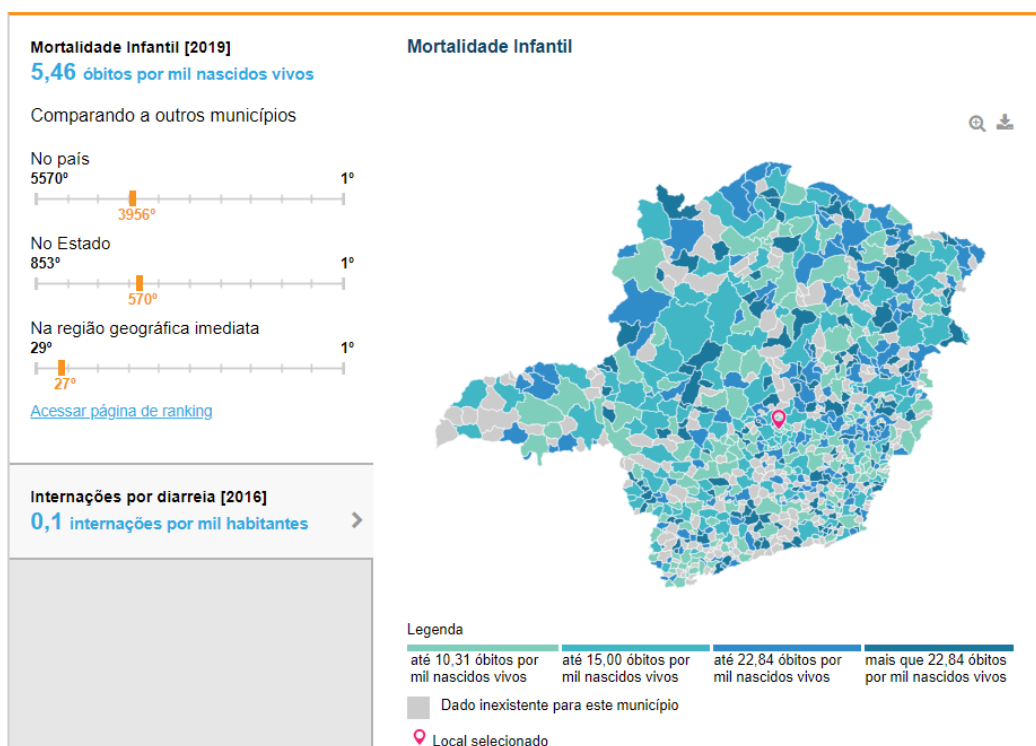 Mortalidade Infantil [2019]
5,46 óbitos por mil nascidos vivos
Comparando a outros municípios
No país
5570º 1º
3956º
No Estado
853º 1º
570º
Na região geográfica imediata
29º 1º
27º
Acessar página de ranking
Internações por diarreia [2016]
0,1 internações por mil habitantes
Mortalidade Infantil
Legenda
até 10,31 óbitos por mil nascidos vivos
até 15,00 óbitos por mil nascidos vivos
até 22,84 óbitos por mil nascidos vivos
mais que 22,84 óbitos por mil nascidos vivos
Dado inexistente para este município
Local selecionado